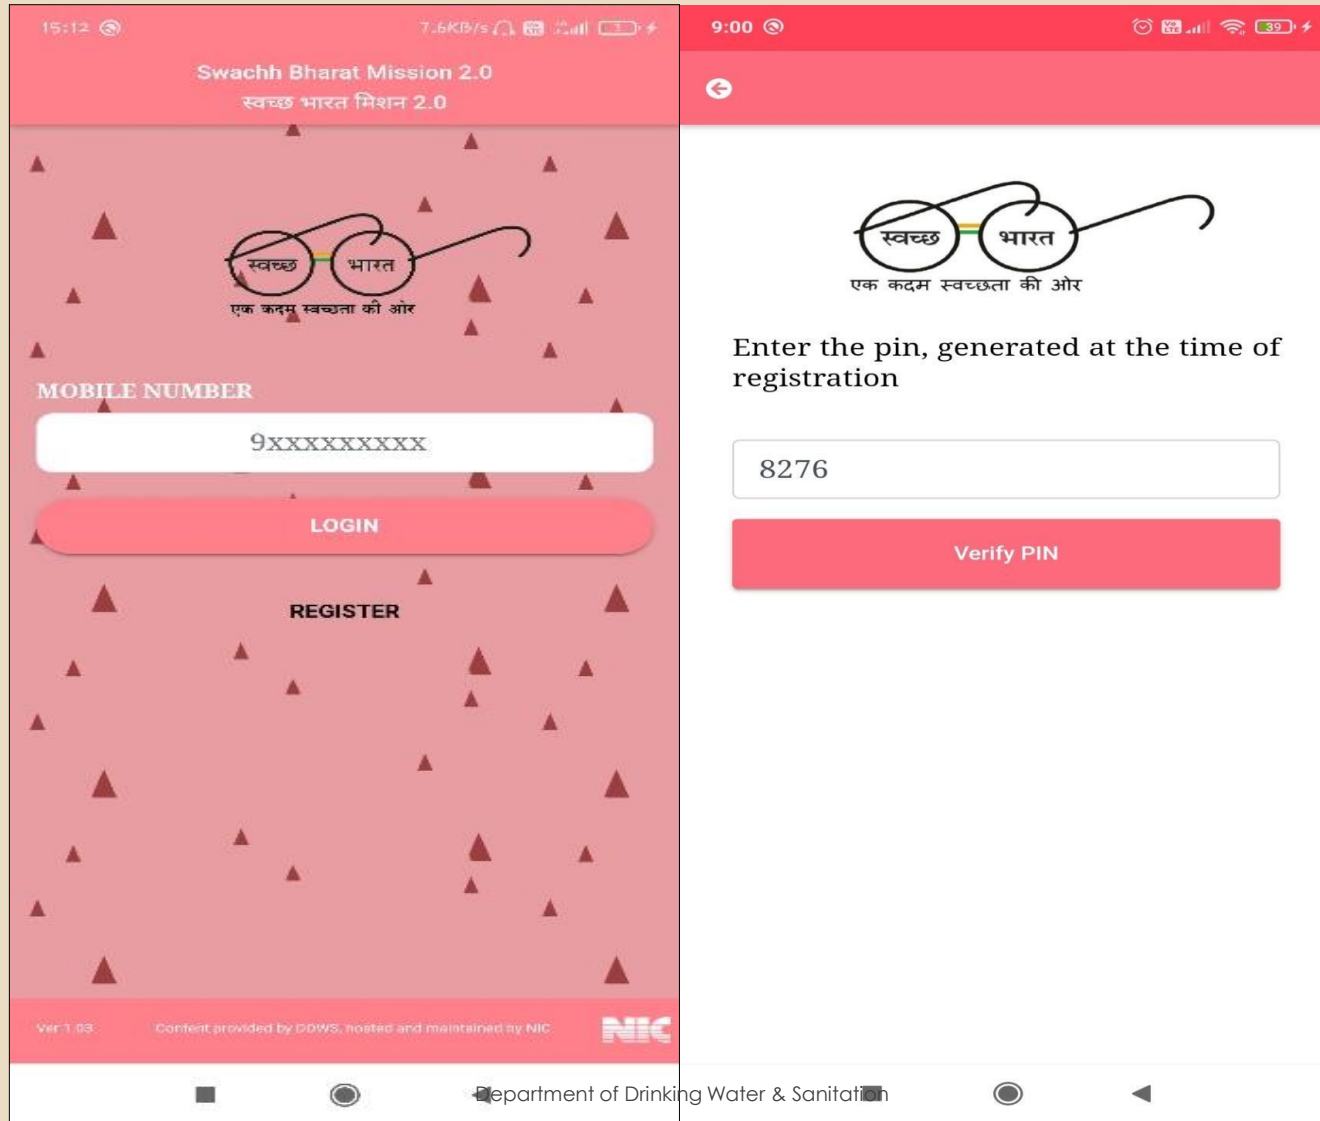 15:12
7.6KB/s
Swachh Bharat Mission 2.0
स्वच्छ भारत मिशन 2.0
स्वच्छ भारत
एक कदम स्वच्छता की ओर
MOBILE NUMBER
9xxxxxxxxx
LOGIN
REGISTER
Ver 1.03
Content provided by DDWS, hosted and maintained by NIC
NIC
9:00
39
स्वच्छ भारत
एक कदम स्वच्छता की ओर
Enter the pin, generated at the time of
registration
8276
Verify PIN
Department of Drinking Water & Sanitation